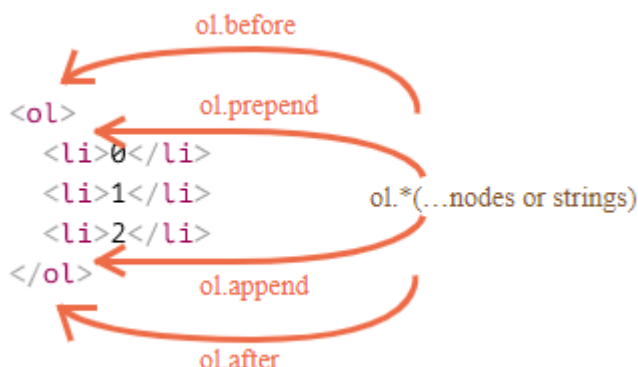 ol.before
<ol>
ol.prepend
<li>0</li>
<li>1</li>
ol.*(…nodes or strings)
<li>2</li>
</ol>
ol.append
ol.after